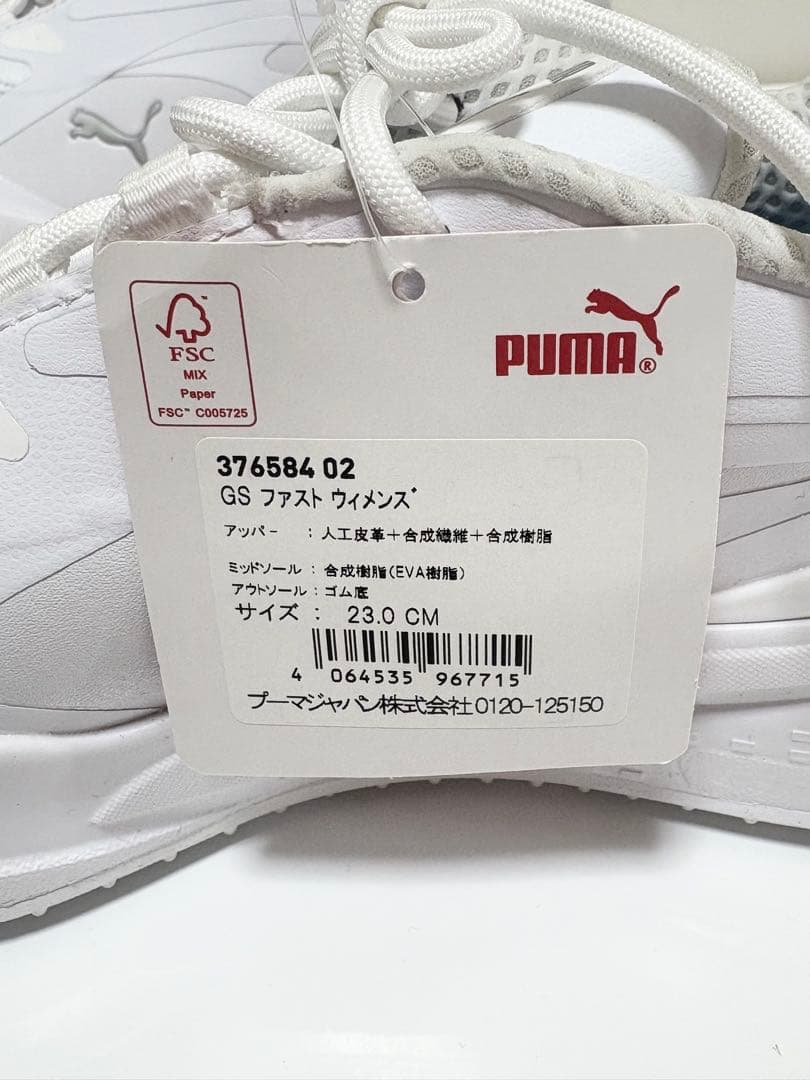 FSC
MIX
Paper
FSC™ C005725
PUMA®
376584 02
GS ファスト ウィメンズ
アッパー : 人工皮革+合成繊維+合成樹脂
ミッドソール : 合成樹脂(EVA樹脂)
アウトソール : ゴム底
サイズ : 23.0 CM
4 064535 967715
プーマジャパン株式会社0120-125150